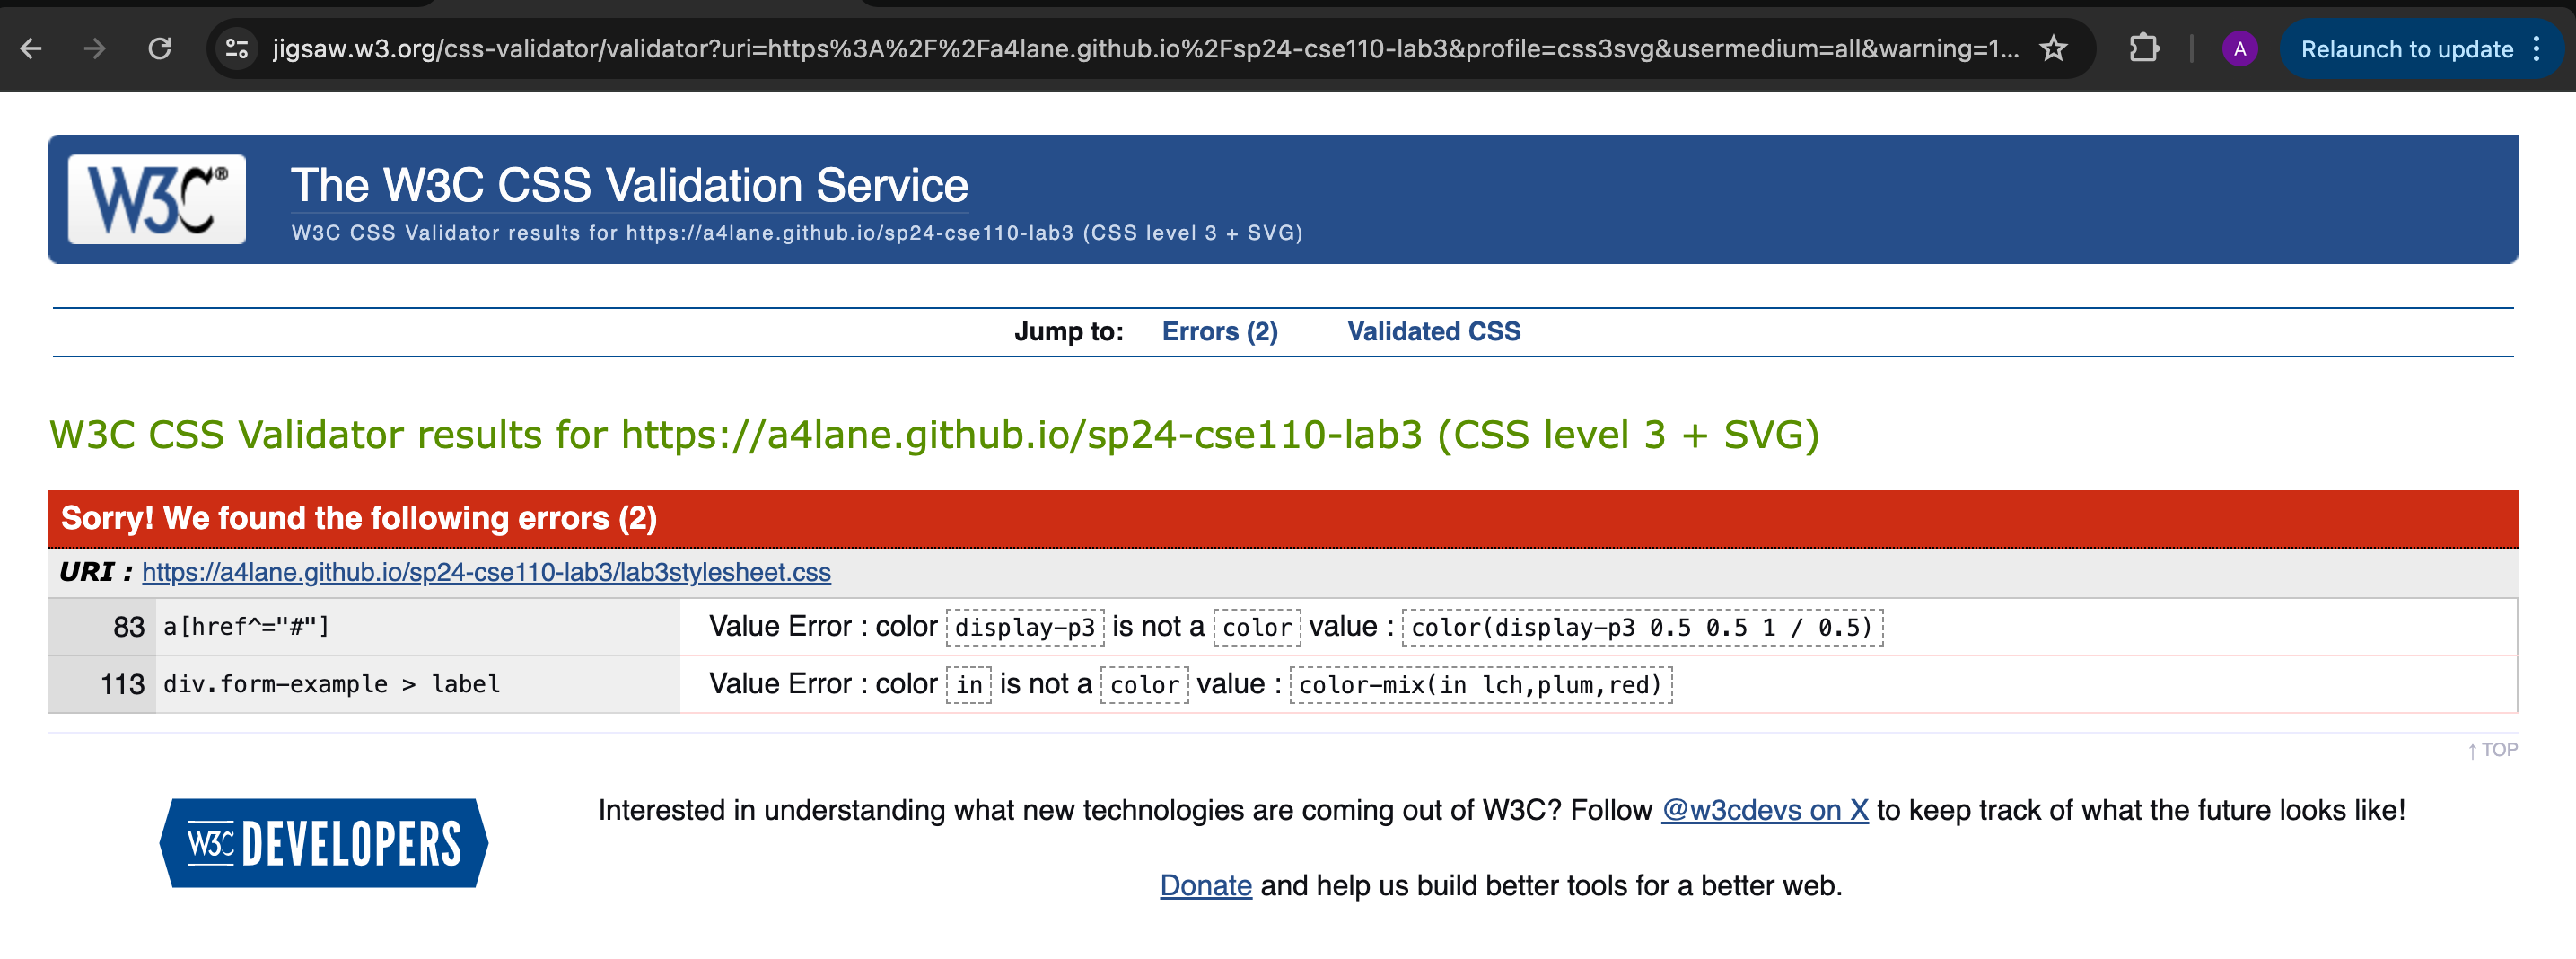 jigsaw.w3.org/css-validator/validator?uri=https%3A%2F%2Fa4lane.github.io%2Fsp24-cse110-lab3&profile=css3svg&usermedium=all&warning=1...
A
Relaunch to update
W3C®
The W3C CSS Validation Service
W3C CSS Validator results for https://a4lane.github.io/sp24-cse110-lab3 (CSS level 3 + SVG)
Jump to: Errors (2) Validated CSS
W3C CSS Validator results for https://a4lane.github.io/sp24-cse110-lab3 (CSS level 3 + SVG)
Sorry! We found the following errors (2)
URI : https://a4lane.github.io/sp24-cse110-lab3/lab3stylesheet.css
83 a[href^="#"] Value Error : color display-p3 is not a color value : color(display-p3 0.5 0.5 1 / 0.5)
113 div.form-example > label Value Error : color in is not a color value : color-mix(in lch,plum,red)
↑ TOP
W3C DEVELOPERS
Interested in understanding what new technologies are coming out of W3C? Follow @w3cdevs on X to keep track of what the future looks like!
Donate and help us build better tools for a better web.